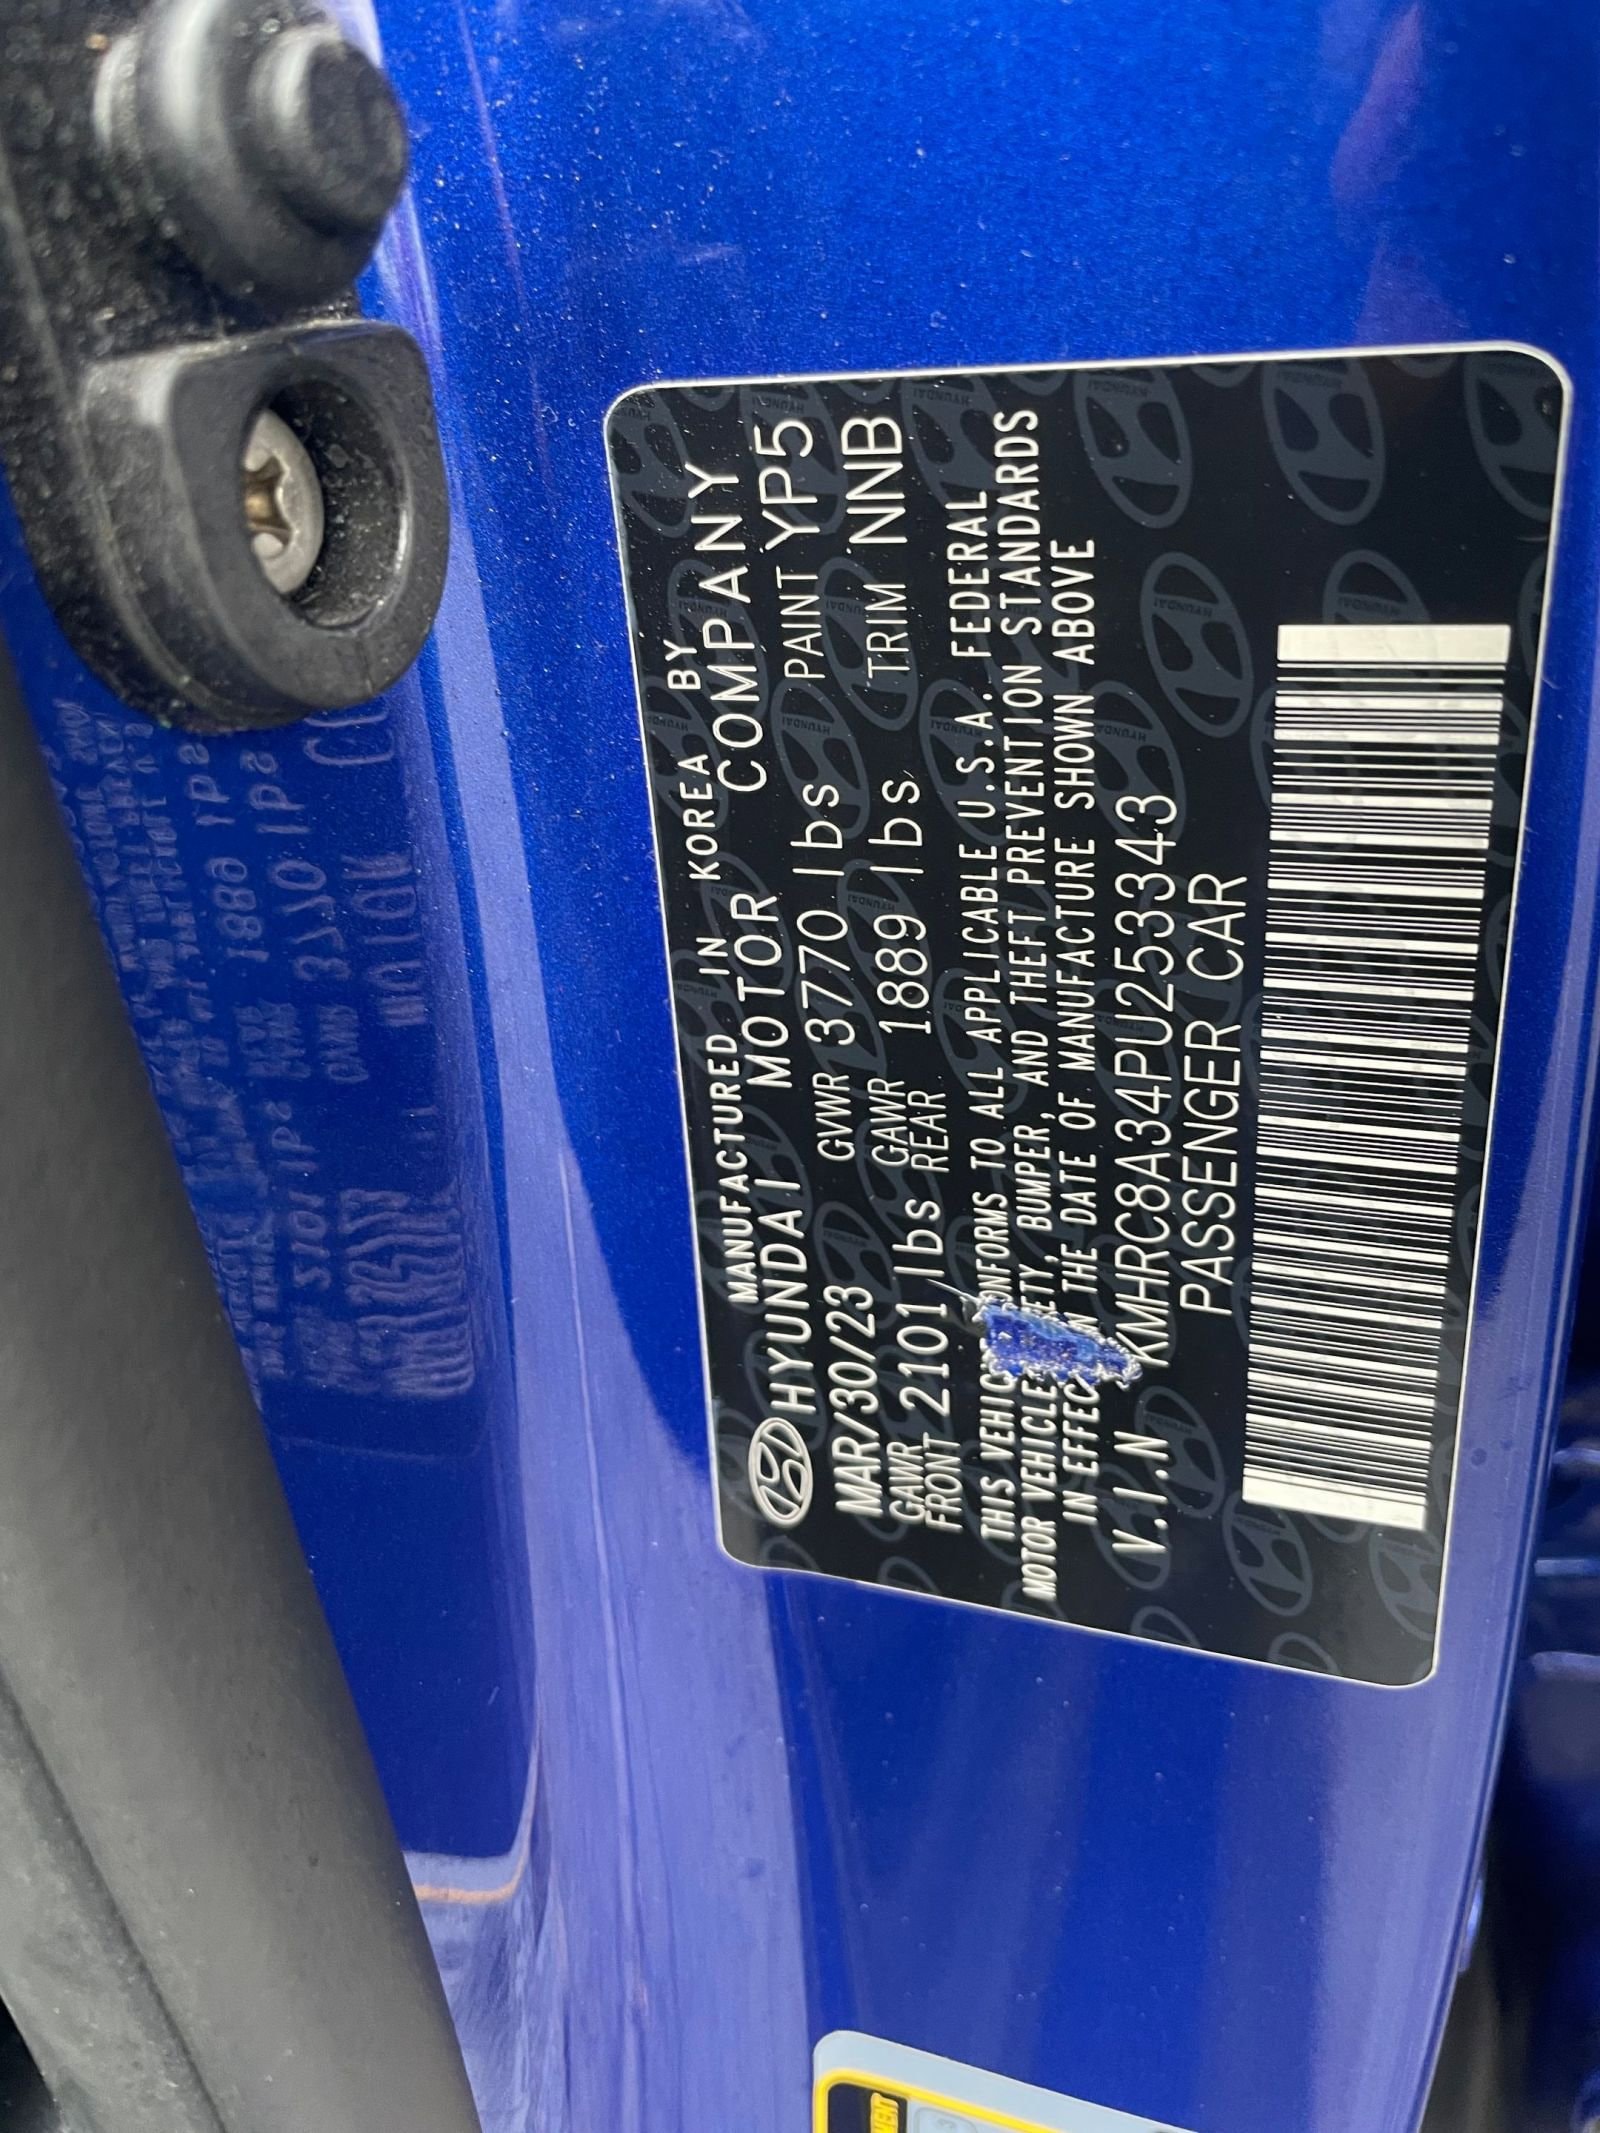 MANUFACTURED IN KOREA BY
HYUNDAI MOTOR COMPANY
MAR/30/23 GVWR 3770 lbs PAINT YP5
GAWR FRONT 2101 lbs GAWR REAR 1889 lbs TRIM NNB
THIS VEHIC NFORMS TO ALL APPLICABLE U.S.A. FEDERAL
MOTOR VEHICLE ETY, BUMPER, AND THEFT PREVENTION STANDARDS
IN EFFEC N THE DATE OF MANUFACTURE SHOWN ABOVE
V.I.N KMHRC8A34PU253343
PASSENGER CAR